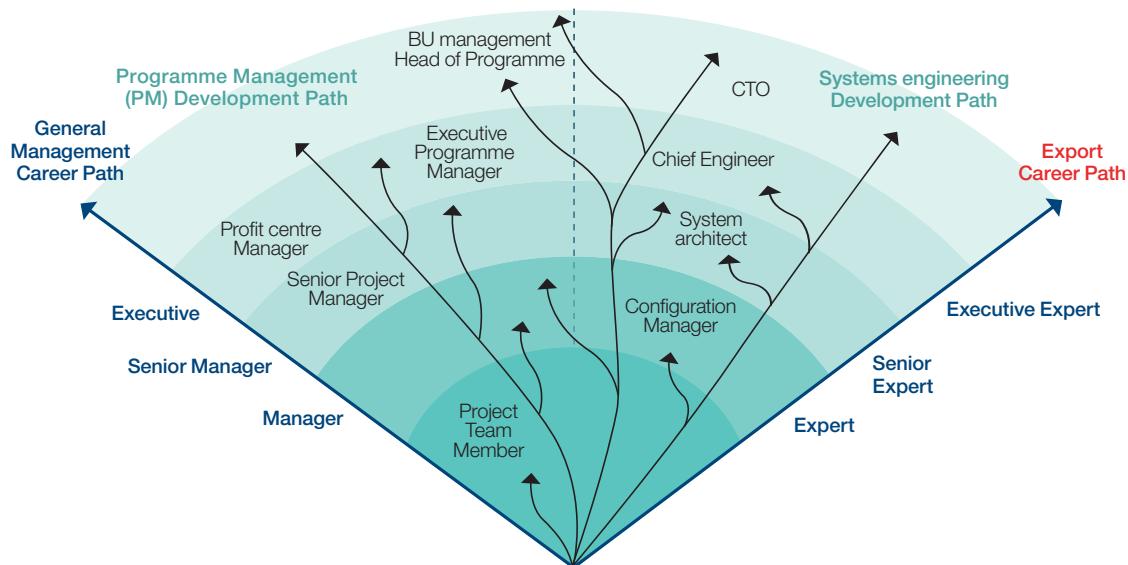 BU management
Head of Programme
Programme Management
(PM) Development Path
Systems engineering
Development Path
CTO
General
Management
Career Path
Executive
Programme
Manager
Chief Engineer
Export
Career Path
Profit centre
Manager
System
architect
Senior Project
Manager
Configuration
Manager
Executive
Executive Expert
Senior Manager
Senior
Expert
Manager
Project
Team
Member
Expert